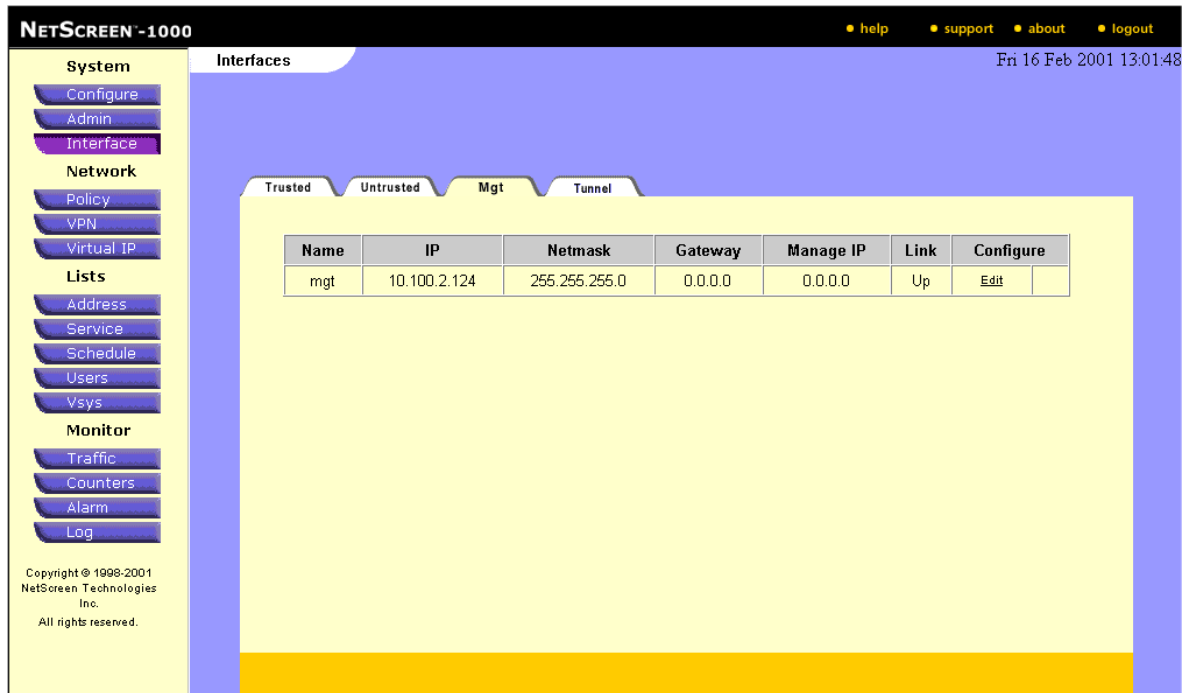 NETSCREEN™-1000
help support about logout
Interfaces
Fri 16 Feb 2001 13:01:48
System
Configure
Admin
Interface
Network
Policy
VPN
Virtual IP
Lists
Address
Service
Schedule
Users
Vsys
Monitor
Traffic
Counters
Alarm
Log
Copyright © 1998-2001
NetScreen Technologies
Inc.
All rights reserved.
Trusted Untrusted Mgt Tunnel
Name IP Netmask Gateway Manage IP Link Configure
mgt 10.100.2.124 255.255.255.0 0.0.0.0 0.0.0.0 Up Edit